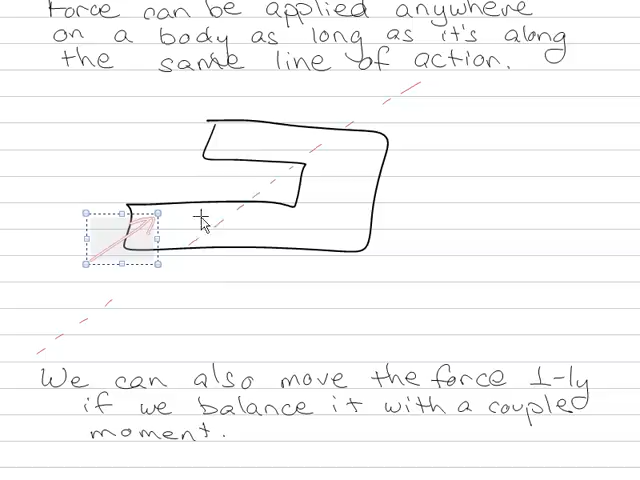 Force can be applied anywhere
on a body as long as it's along
the same line of action.
We can also move the force ⊥-ly
if we balance it with a coupled
moment.